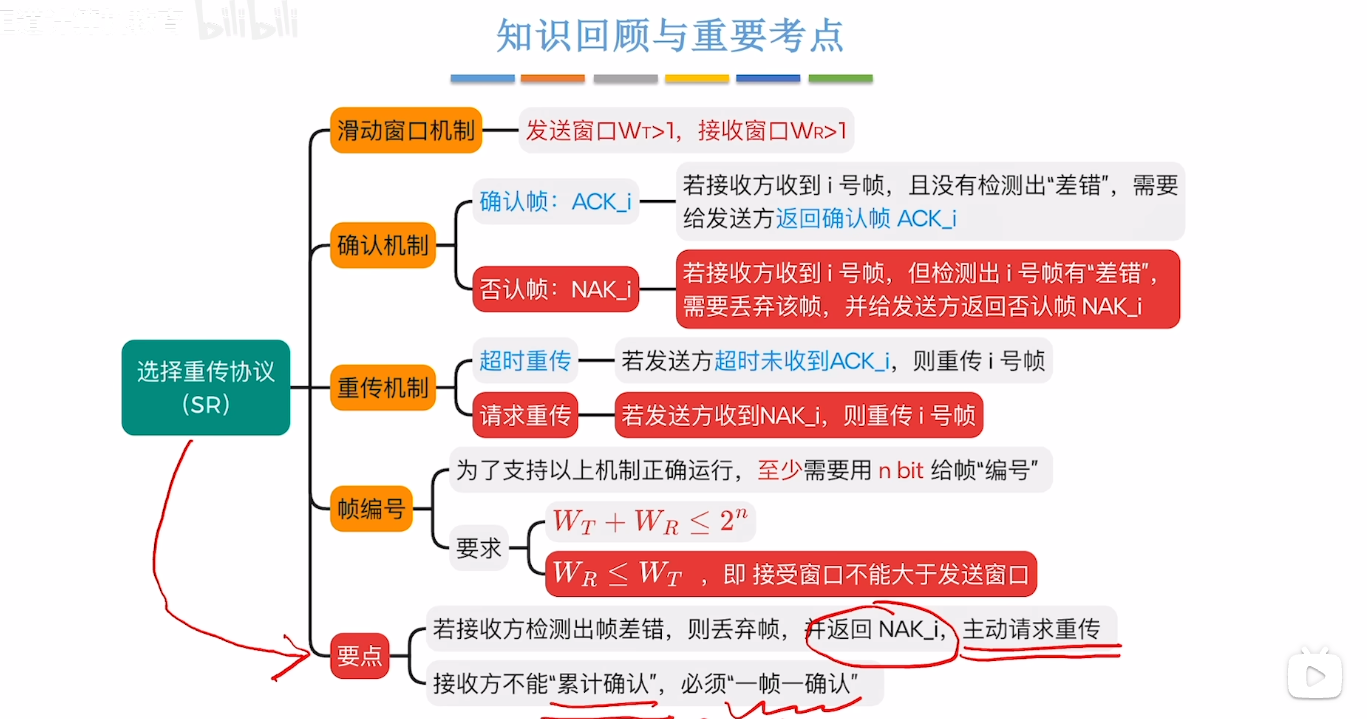 bilibili
知识回顾与重要考点
滑动窗口机制
发送窗口WT>1，接收窗口WR>1
确认帧：ACK_i
若接收方收到 i 号帧，且没有检测出“差错”，需要
给发送方返回确认帧 ACK_i
确认机制
否认帧：NAK_i
若接收方收到 i 号帧，但检测出 i 号帧有“差错”，
需要丢弃该帧，并给发送方返回否认帧 NAK_i
选择重传协议
（SR）
超时重传
若发送方超时未收到ACK_i，则重传 i 号帧
重传机制
请求重传
若发送方收到NAK_i，则重传 i 号帧
为了支持以上机制正确运行，至少需要用 n bit 给帧“编号”
帧编号
W_T + W_R ≤ 2^n
要求
W_R ≤ W_T ，即 接受窗口不能大于发送窗口
若接收方检测出帧差错，则丢弃帧，并返回 NAK_i，主动请求重传
要点
接收方不能“累计确认”，必须“一帧一确认”